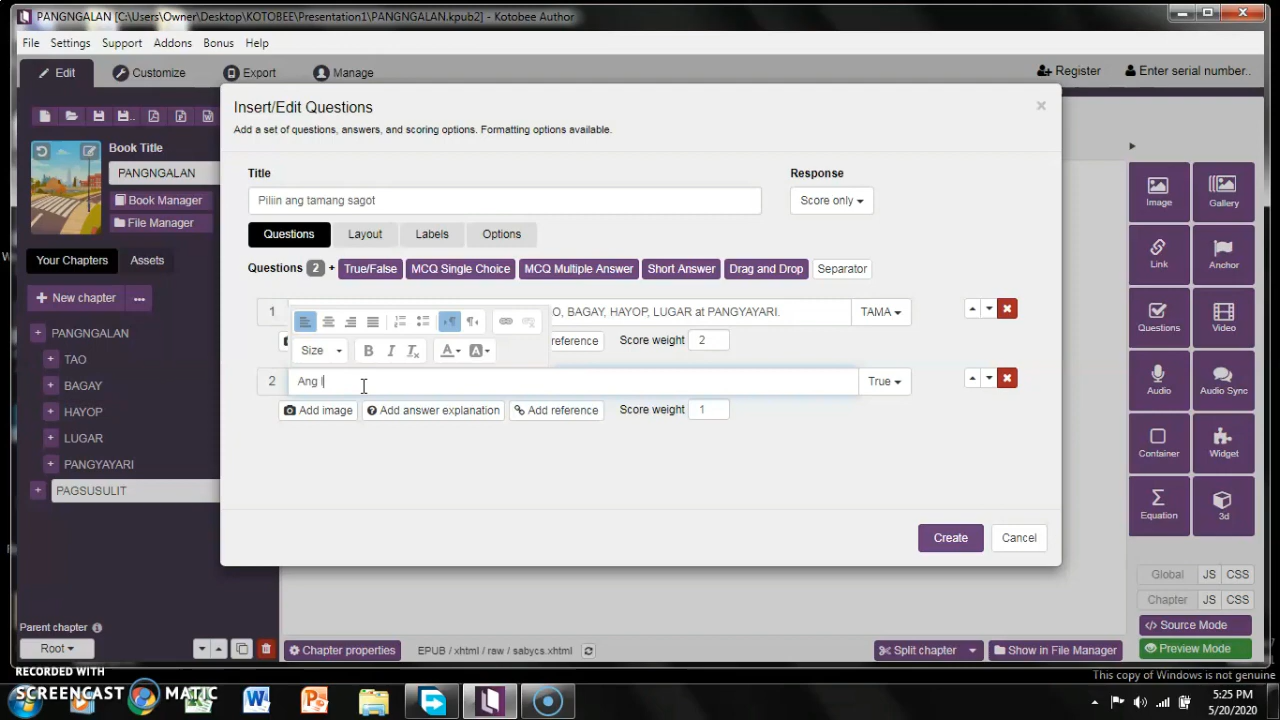 PANGNGALAN [C:\Users\Owner\Desktop\KOTOBEE\Presentation1\PANGNGALAN.kpub2] - Kotobee Author
File Settings Support Addons Bonus Help
Edit Customize Export Manage Register Enter serial number..
Insert/Edit Questions
Add a set of questions, answers, and scoring options. Formatting options available.
Book Title
PANGNGALAN
Book Manager
File Manager
Your Chapters Assets
+ New chapter ...
PANGNGALAN
TAO
BAGAY
HAYOP
LUGAR
PANGYAYARI
PAGSUSULIT
Parent chapter
Root
Title Response
Piliin ang tamang sagot Score only
Questions Layout Labels Options
Questions 2 + True/False MCQ Single Choice MCQ Multiple Answer Short Answer Drag and Drop Separator
1 O, BAGAY, HAYOP, LUGAR at PANGYAYARI. TAMA
reference Score weight 2
Size B I Tx A A
2 Ang l True
Add image Add answer explanation Add reference Score weight 1
Create Cancel
Image Gallery
Link Anchor
Questions Video
Audio Audio Sync
Container Widget
Equation 3d
Global JS CSS
Chapter JS CSS
Source Mode
Preview Mode
Chapter properties EPUB / xhtml / raw / sabycs.xhtml Split chapter Show in File Manager
This copy of Windows is not genuine
RECORDED WITH
SCREENCAST MATIC
5:25 PM
5/20/2020